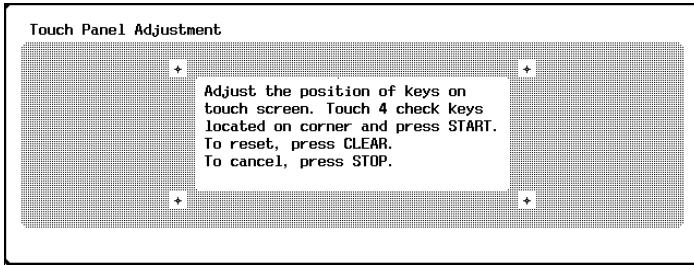 Touch Panel Adjustment
Adjust the position of keys on
touch screen. Touch 4 check keys
located on corner and press START.
To reset, press CLEAR.
To cancel, press STOP.